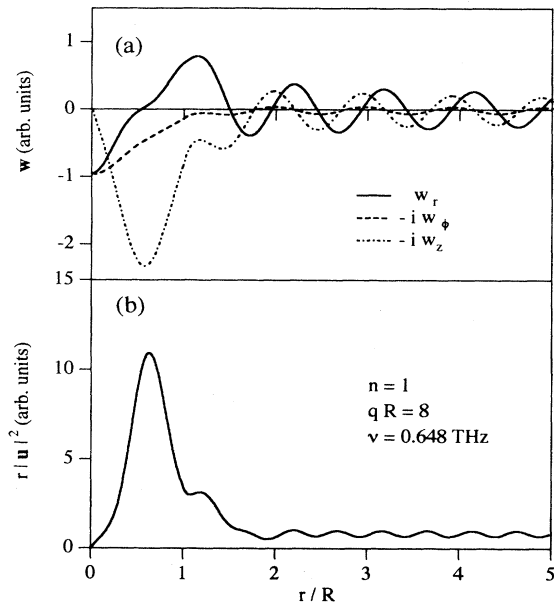 (a)
1
0
-1
-2
15
w (arb. units)
w_r
- i w_ϕ
- i w_z
(b)
10
5
0
r | u |² (arb. units)
n = 1
q R = 8
ν = 0.648 THz
0 1 2 3 4 5
r / R